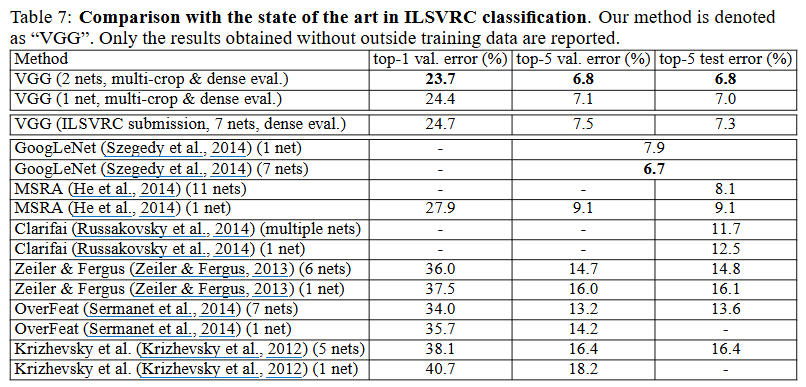 Table 7: Comparison with the state of the art in ILSVRC classification. Our method is denoted
as “VGG”. Only the results obtained without outside training data are reported.
Method top-1 val. error (%) top-5 val. error (%) top-5 test error (%)
VGG (2 nets, multi-crop & dense eval.) 23.7 6.8 6.8
VGG (1 net, multi-crop & dense eval.) 24.4 7.1 7.0
VGG (ILSVRC submission, 7 nets, dense eval.) 24.7 7.5 7.3
GoogLeNet (Szegedy et al., 2014) (1 net) - 7.9
GoogLeNet (Szegedy et al., 2014) (7 nets) - 6.7
MSRA (He et al., 2014) (11 nets) - - 8.1
MSRA (He et al., 2014) (1 net) 27.9 9.1 9.1
Clarifai (Russakovsky et al., 2014) (multiple nets) - - 11.7
Clarifai (Russakovsky et al., 2014) (1 net) - - 12.5
Zeiler & Fergus (Zeiler & Fergus, 2013) (6 nets) 36.0 14.7 14.8
Zeiler & Fergus (Zeiler & Fergus, 2013) (1 net) 37.5 16.0 16.1
OverFeat (Sermanet et al., 2014) (7 nets) 34.0 13.2 13.6
OverFeat (Sermanet et al., 2014) (1 net) 35.7 14.2 -
Krizhevsky et al. (Krizhevsky et al., 2012) (5 nets) 38.1 16.4 16.4
Krizhevsky et al. (Krizhevsky et al., 2012) (1 net) 40.7 18.2 -